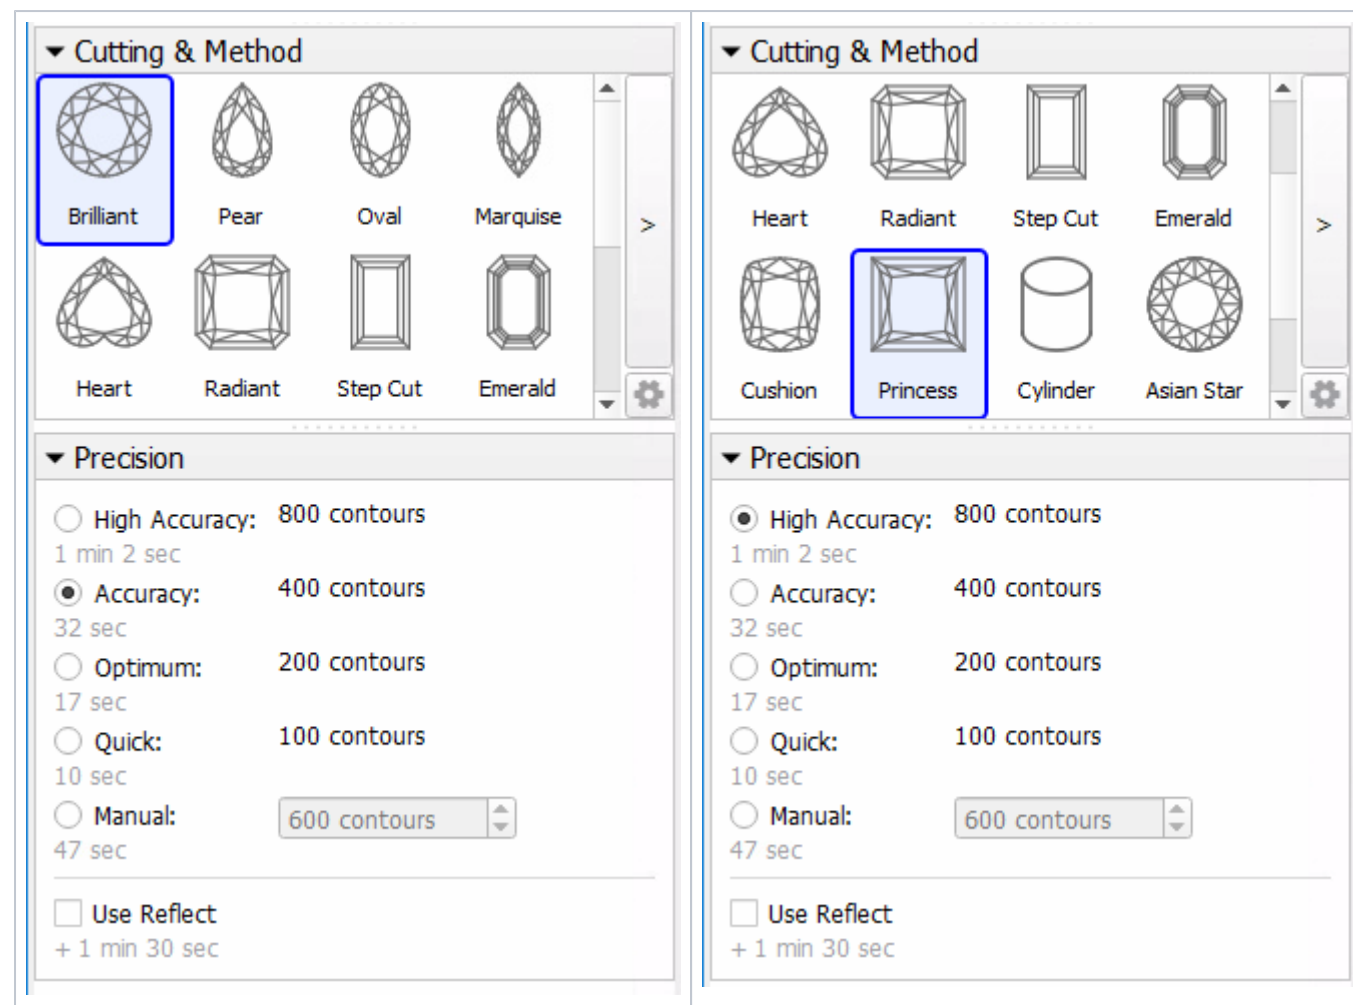 Cutting & Method
Brilliant Pear Oval Marquise
>
Heart Radiant Step Cut Emerald
Precision
High Accuracy: 800 contours
1 min 2 sec
Accuracy: 400 contours
32 sec
Optimum: 200 contours
17 sec
Quick: 100 contours
10 sec
Manual: 600 contours
47 sec
Use Reflect
+ 1 min 30 sec
Cutting & Method
Heart Radiant Step Cut Emerald
>
Cushion Princess Cylinder Asian Star
Precision
High Accuracy: 800 contours
1 min 2 sec
Accuracy: 400 contours
32 sec
Optimum: 200 contours
17 sec
Quick: 100 contours
10 sec
Manual: 600 contours
47 sec
Use Reflect
+ 1 min 30 sec